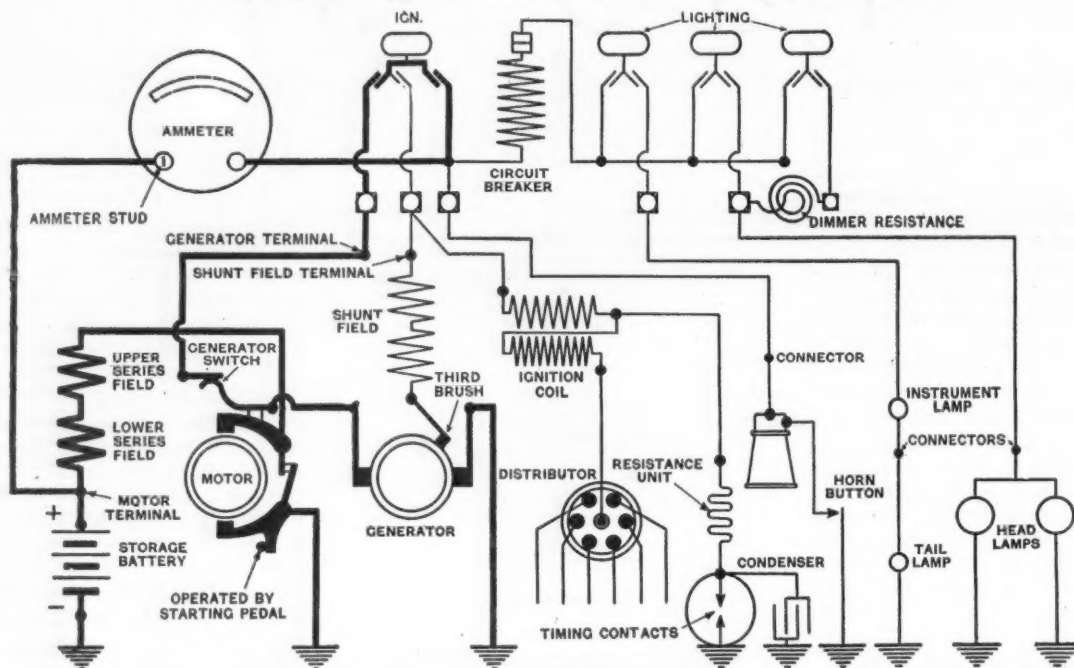 IGN.
LIGHTING
AMMETER
AMMETER STUD
CIRCUIT
BREAKER
DIMMER RESISTANCE
GENERATOR TERMINAL
SHUNT FIELD TERMINAL
SHUNT
FIELD
UPPER
SERIES
FIELD
GENERATOR
SWITCH
THIRD
BRUSH
IGNITION
COIL
CONNECTOR
INSTRUMENT
LAMP
LOWER
SERIES
FIELD
MOTOR
GENERATOR
DISTRIBUTOR
RESISTANCE
UNIT
HORN
BUTTON
CONNECTORS
HEAD
LAMPS
+
MOTOR
TERMINAL
STORAGE
BATTERY
-
OPERATED BY
STARTING PEDAL
CONDENSER
TIMING CONTACTS
TAIL
LAMP